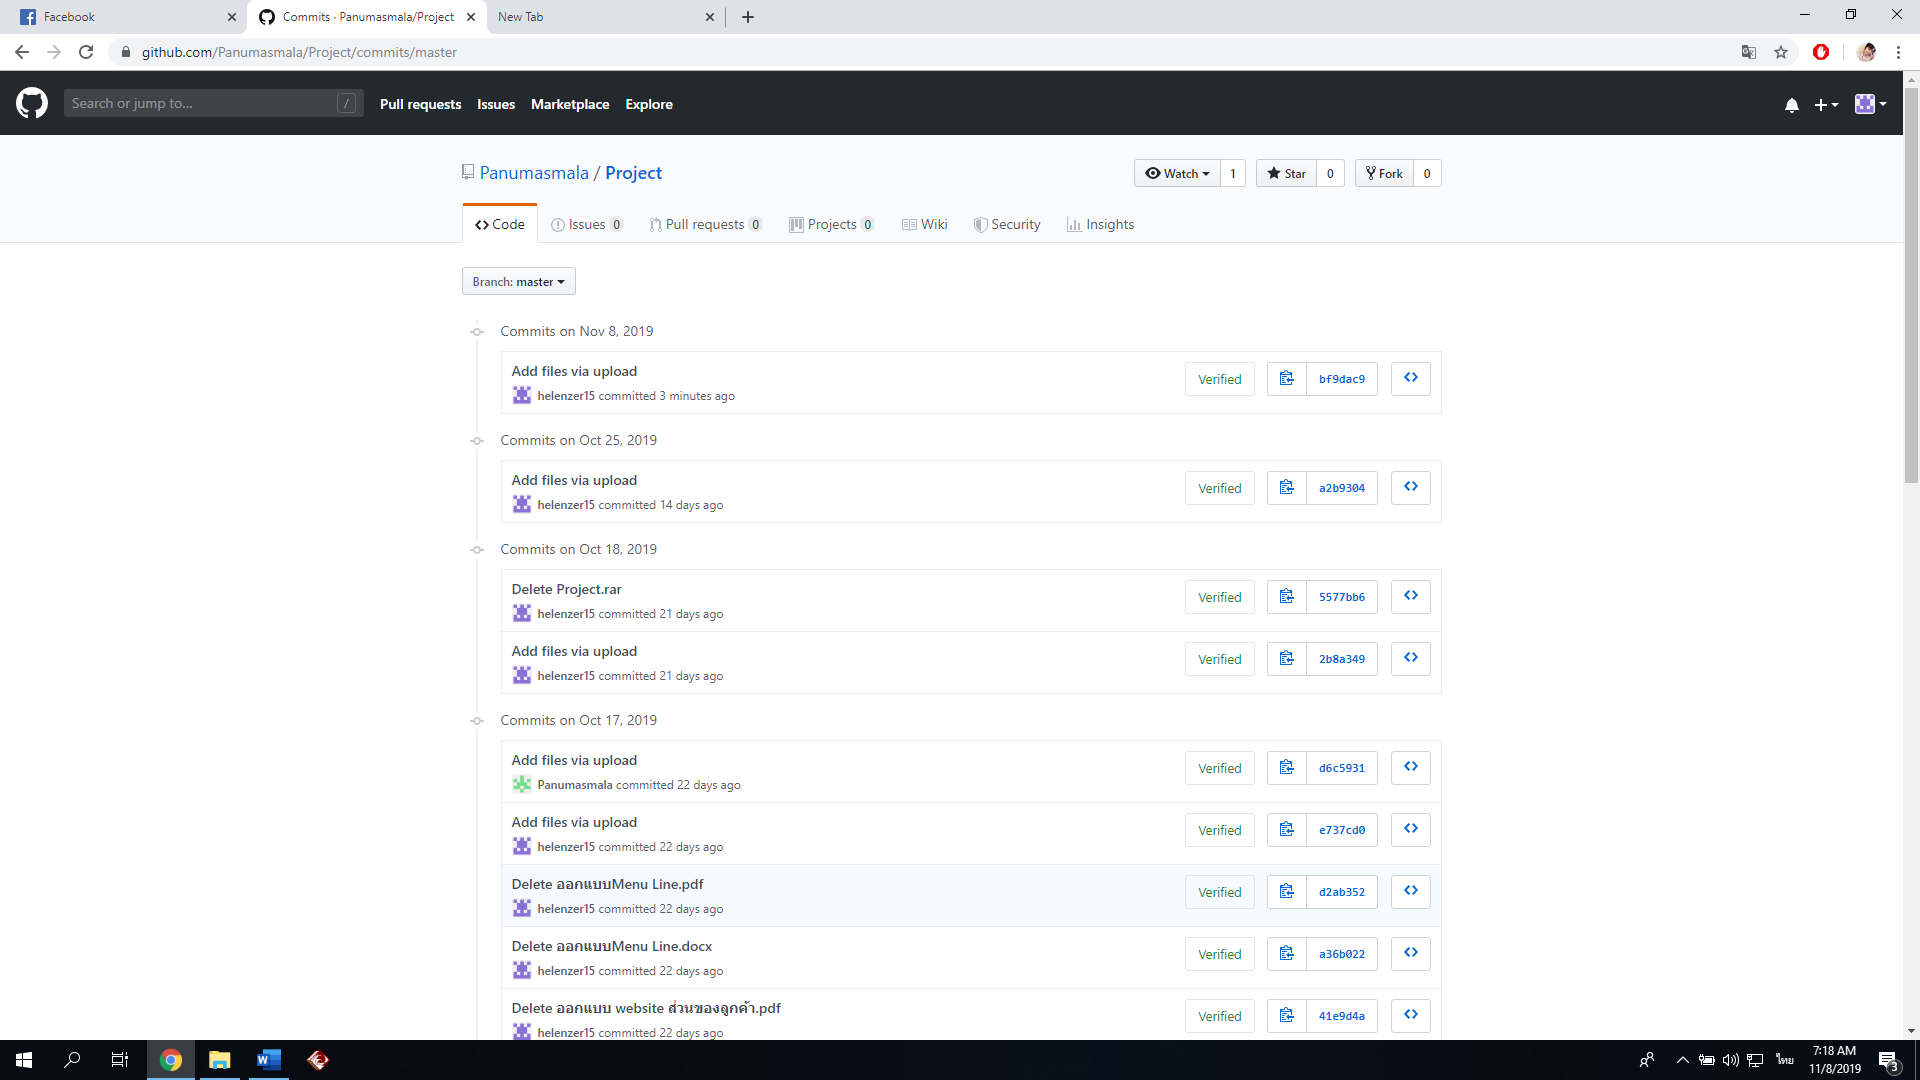 Facebook
Commits · Panumasmala/Project
New Tab
github.com/Panumasmala/Project/commits/master
Search or jump to...
/
Pull requests
Issues
Marketplace
Explore
Panumasmala / Project
Watch
1
Star
0
Fork
0
Code
Issues 0
Pull requests 0
Projects 0
Wiki
Security
Insights
Branch: master
Commits on Nov 8, 2019
Add files via upload
helenzer15 committed 3 minutes ago
Verified
bf9dac9
Commits on Oct 25, 2019
Add files via upload
helenzer15 committed 14 days ago
Verified
a2b9304
Commits on Oct 18, 2019
Delete Project.rar
helenzer15 committed 21 days ago
Verified
5577bb6
Add files via upload
helenzer15 committed 21 days ago
Verified
2b8a349
Commits on Oct 17, 2019
Add files via upload
Panumasmala committed 22 days ago
Verified
d6c5931
Add files via upload
helenzer15 committed 22 days ago
Verified
e737cd0
Delete ออกแบบMenu Line.pdf
helenzer15 committed 22 days ago
Verified
d2ab352
Delete ออกแบบMenu Line.docx
helenzer15 committed 22 days ago
Verified
a36b022
Delete ออกแบบ website ส่วนของลูกค้า.pdf
helenzer15 committed 22 days ago
Verified
41e9d4a
ไทย
7:18 AM
11/8/2019
3